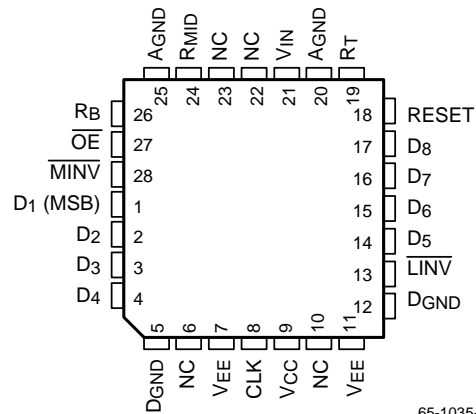 AGND RMID NC NC VIN AGND RT
25 24 23 22 21 20 19
RB 26 18 RESET
OE 27 17 D8
MINV 28 16 D7
D1 (MSB) 1 15 D6
D2 2 14 D5
D3 3 13 LINV
D4 4 12 DGND
5 6 7 8 9 10 11
DGND NC VEE CLK VCC NC VEE